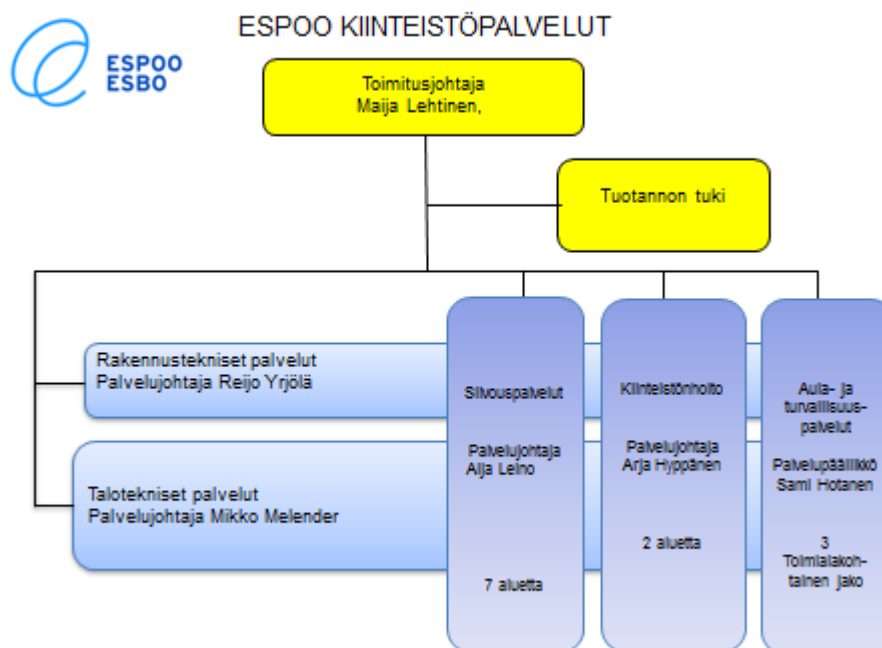 ESPOO KIINTEISTÖPALVELUT
ESPOO
ESBO
Toimitusjohtaja
Maija Lehtinen,
Tuotannon tuki
Rakennustekniset palvelut
Palvelujohtaja Reijo Yrjölä
Talotekniset palvelut
Palvelujohtaja Mikko Melender
Siivouspalvelut
Palvelujohtaja
Aija Leino
7 aluetta
Kiinteistönhoito
Palvelujohtaja
Arja Hyppänen
2 aluetta
Aula- ja
turvallisuus-
palvelut
Palvelupäällikkö
Sami Hotanen
3
Toimialakoh-
tainen jako